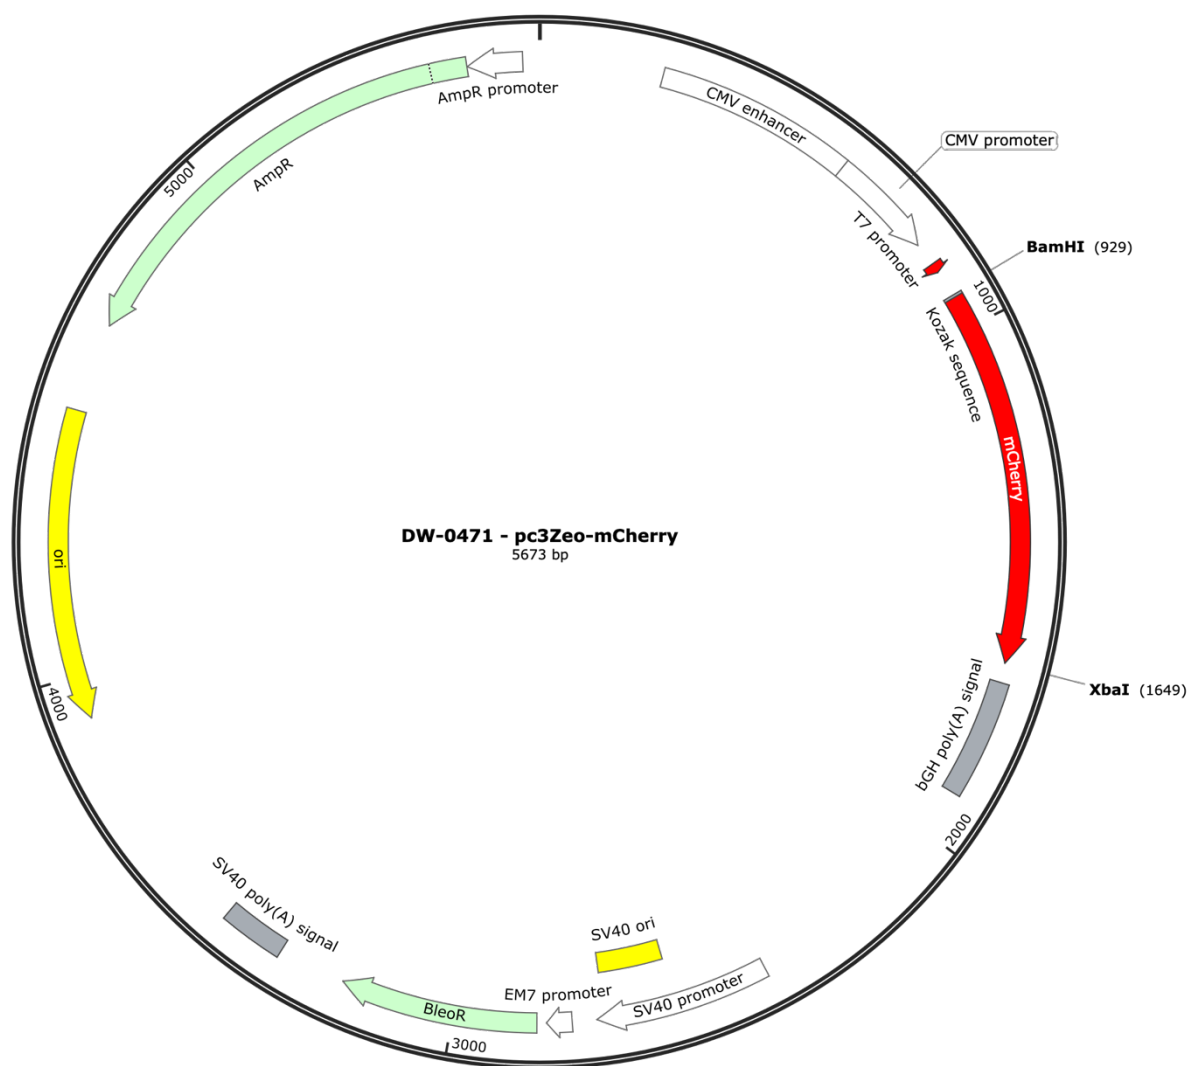 AmpR promoter
CMV enhancer
CMV promoter
T7 promoter
BamHI (929)
1000
Kozak sequence
mCherry
XbaI (1649)
bGH poly(A) signal
2000
SV40 promoter
SV40 ori
EM7 promoter
BleoR
3000
SV40 poly(A) signal
4000
ori
5000
AmpR
DW-0471 - pc3Zeo-mCherry
5673 bp